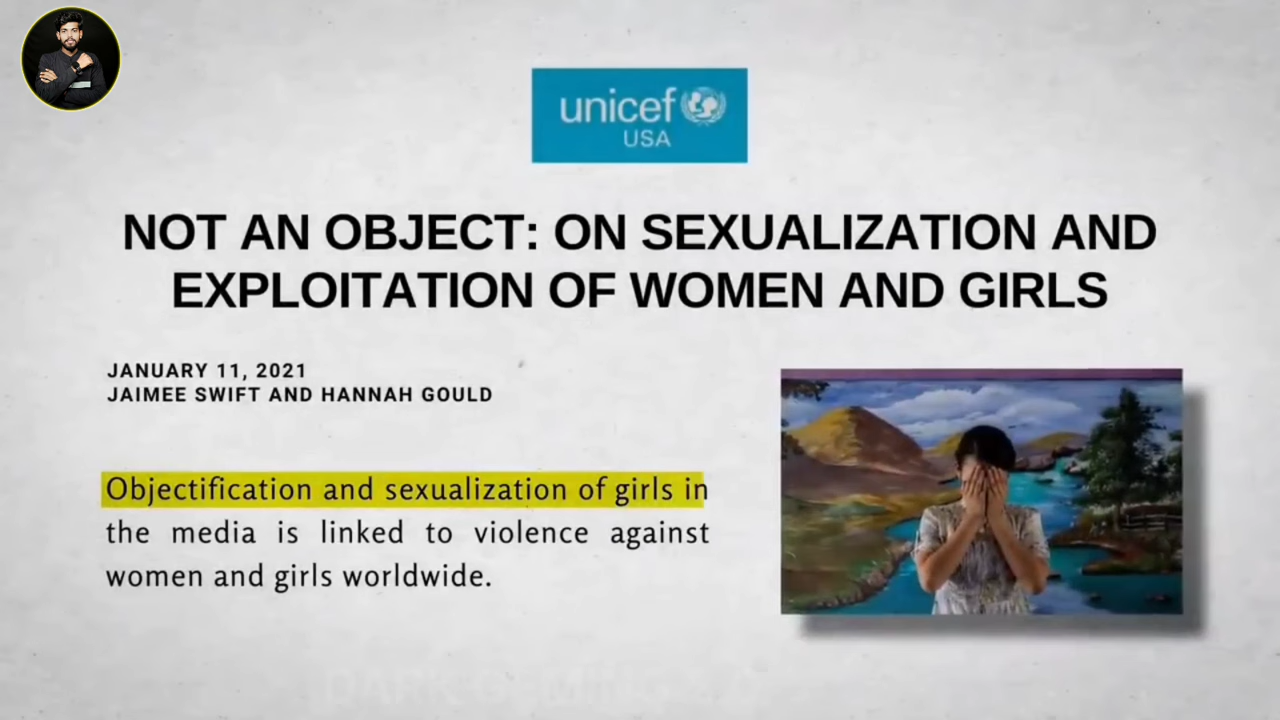 unicef
USA
NOT AN OBJECT: ON SEXUALIZATION AND
EXPLOITATION OF WOMEN AND GIRLS
JANUARY 11, 2021
JAIMEE SWIFT AND HANNAH GOULD
Objectification and sexualization of girls in
the media is linked to violence against
women and girls worldwide.